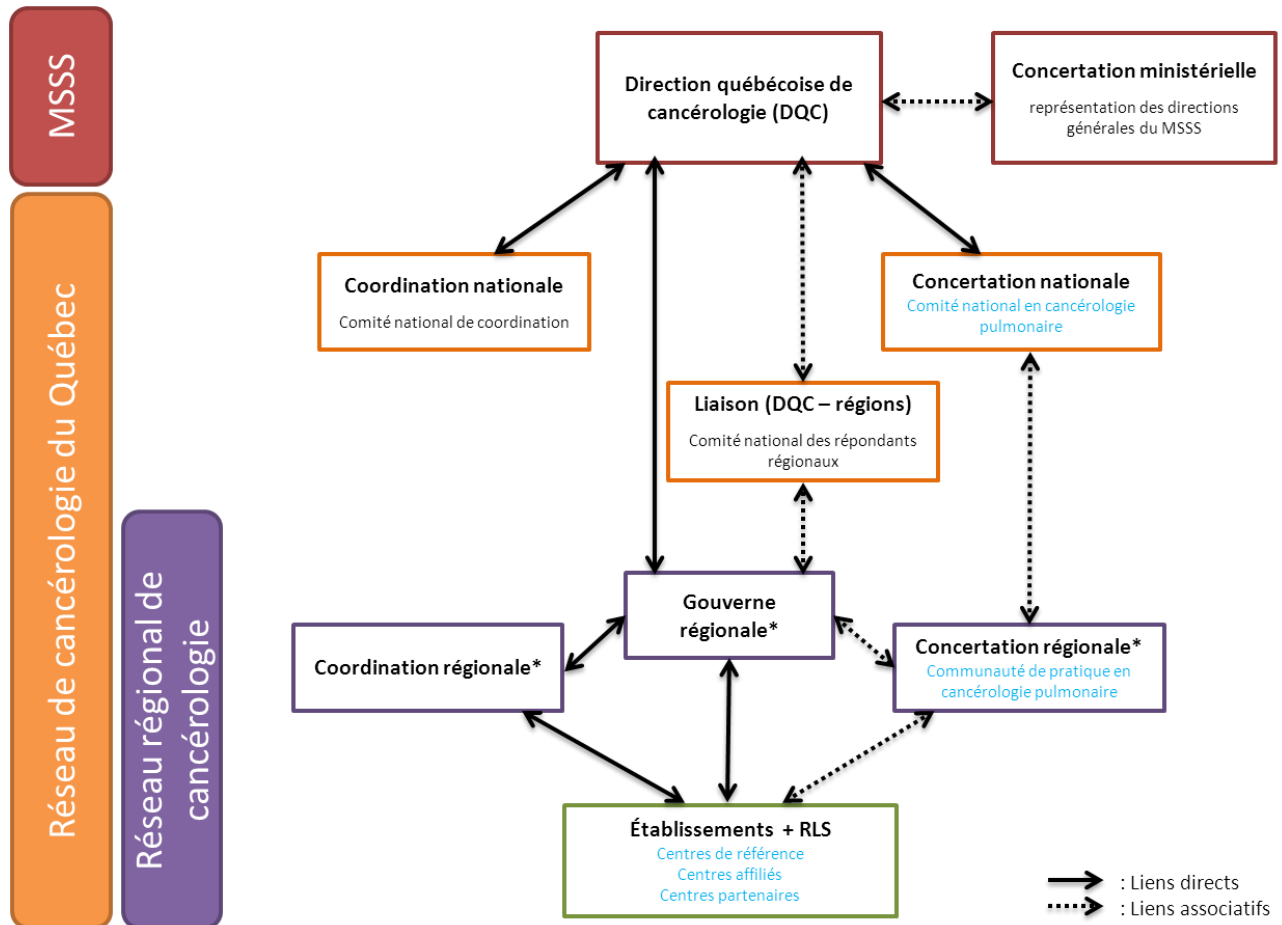 MSSS
Réseau de cancérologie du Québec
Réseau régional de
cancérologie
Direction québécoise de
cancérologie (DQC)
Concertation ministérielle
représentation des directions
générales du MSSS
Coordination nationale
Comité national de coordination
Concertation nationale
Comité national en cancérologie
pulmonaire
Liaison (DQC – régions)
Comité national des répondants
régionaux
Gouverne
régionale*
Coordination régionale*
Concertation régionale*
Communauté de pratique en
cancérologie pulmonaire
Établissements + RLS
Centres de référence
Centres affiliés
Centres partenaires
: Liens directs
: Liens associatifs